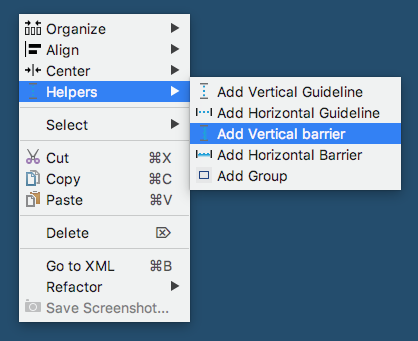 Organize
Align
Center
Helpers
Select
Cut ⌘X
Copy ⌘C
Paste ⌘V
Delete ⌦
Go to XML ⌘B
Refactor
Save Screenshot...
Add Vertical Guideline
Add Horizontal Guideline
Add Vertical barrier
Add Horizontal Barrier
Add Group